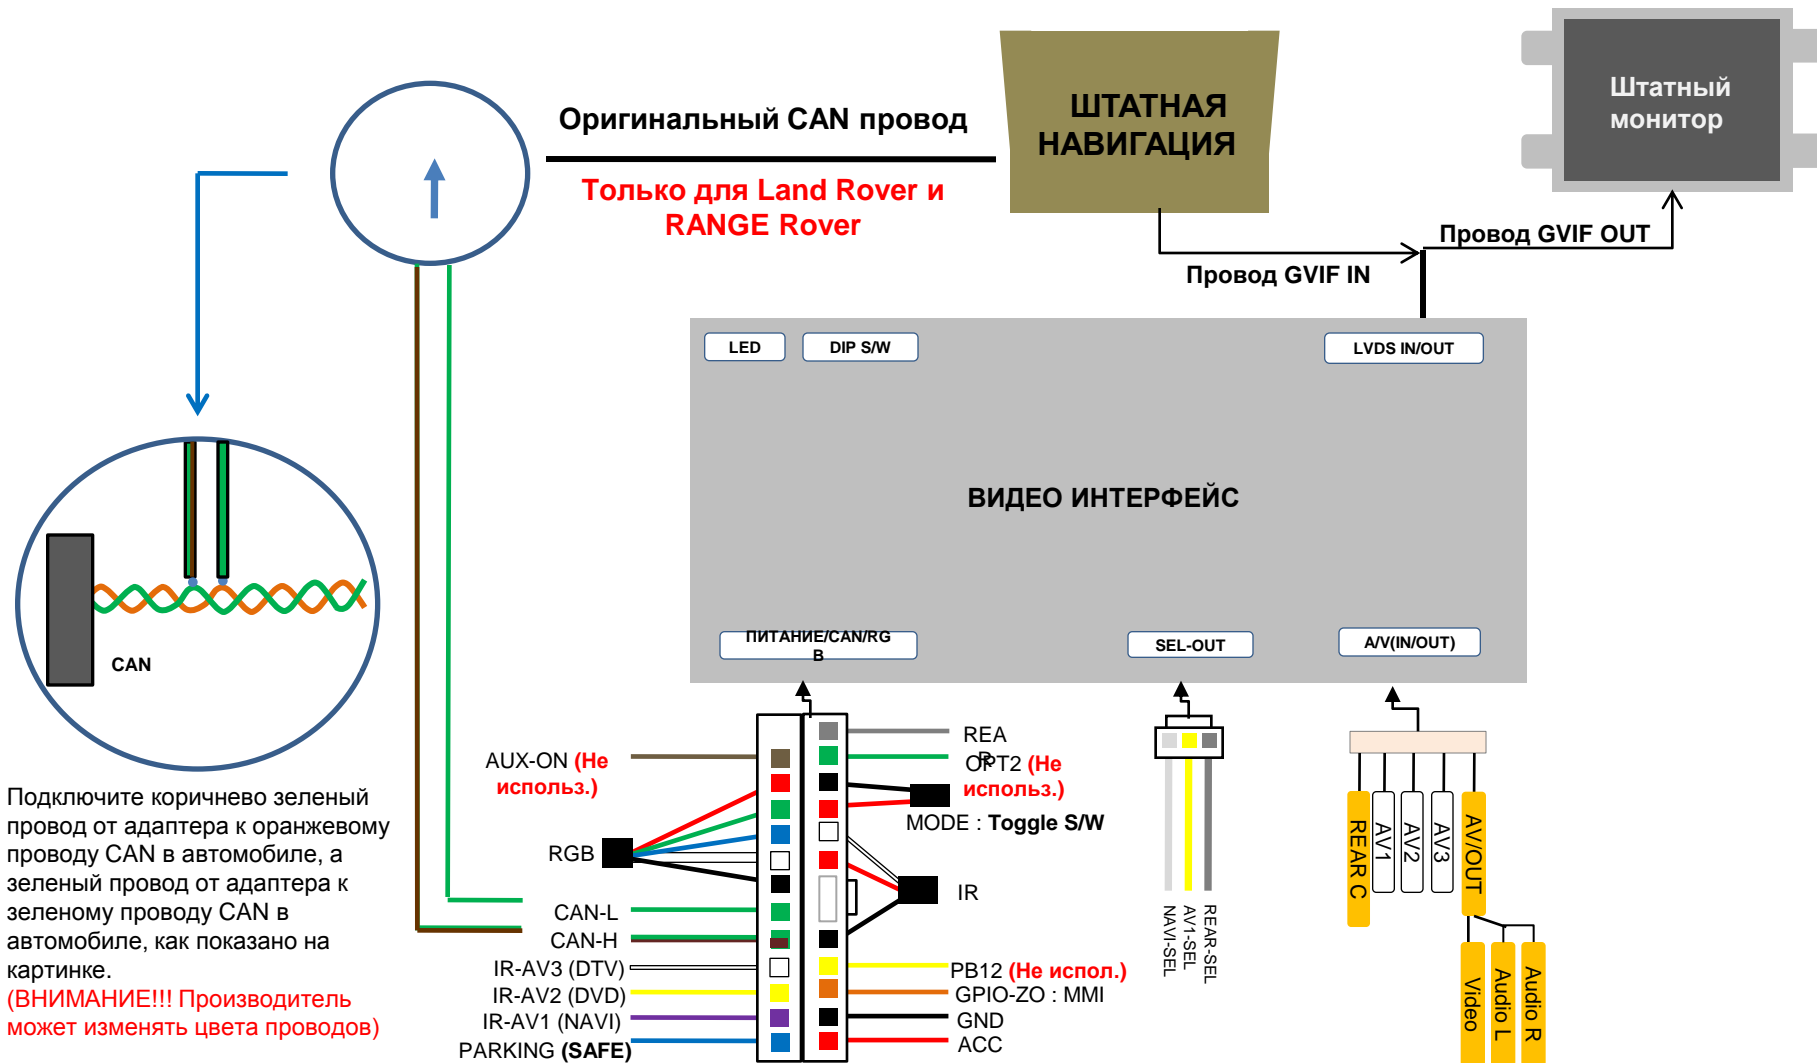 Оригинальный CAN провод
Только для Land Rover и
RANGE Rover
ШТАТНАЯ
НАВИГАЦИЯ
Штатный
монитор
Провод GVIF OUT
Провод GVIF IN
LED
DIP S/W
LVDS IN/OUT
ВИДЕО ИНТЕРФЕЙС
ПИТАНИЕ/CAN/RG
B
SEL-OUT
A/V(IN/OUT)
CAN
Подключите коричнево зеленый
провод от адаптера к оранжевому
проводу CAN в автомобиле, а
зеленый провод от адаптера к
зеленому проводу CAN в
автомобиле, как показано на
картинке.
(ВНИМАНИЕ!!! Производитель
может изменять цвета проводов)
AUX-ON (Не
использ.)
RGB
CAN-L
CAN-H
IR-AV3 (DTV)
IR-AV2 (DVD)
IR-AV1 (NAVI)
PARKING (SAFE)
REA
R
OPT2 (Не
использ.)
MODE : Toggle S/W
IR
PB12 (Не испол.)
GPIO-ZO : MMI
GND
ACC
NAVI-SEL
AV1-SEL
REAR-SEL
REAR C
AV1
AV2
AV3
AV/OUT
Video
Audio L
Audio R